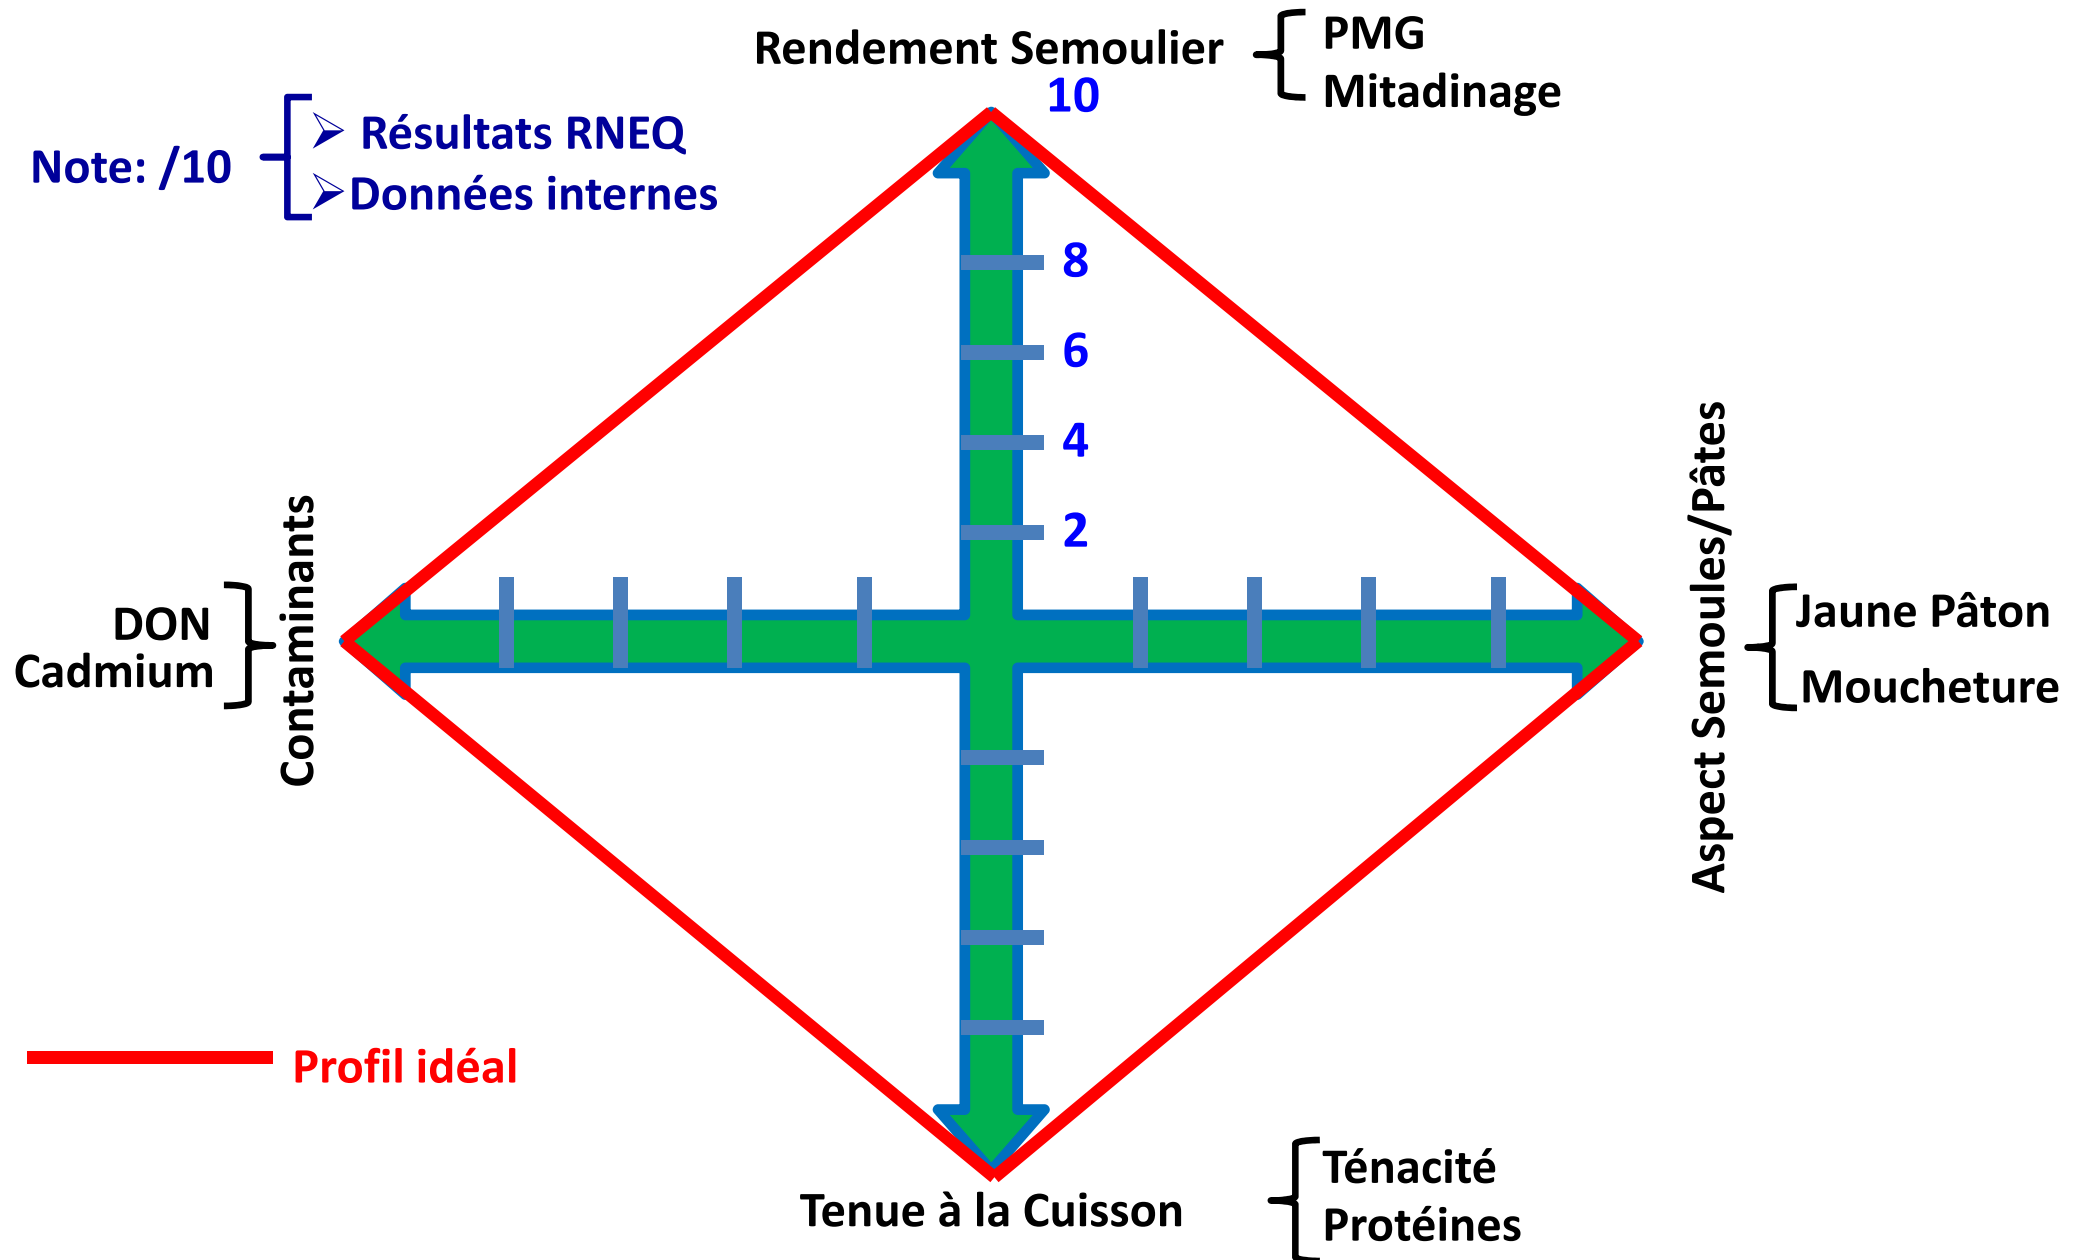 Rendement Semoulier
PMG
Mitadinage
Note: /10
Résultats RNEQ
Données internes
10
8
6
4
2
Contaminants
DON
Cadmium
Aspect Semoules/Pâtes
Jaune Pâton
Moucheture
Profil idéal
Tenue à la Cuisson
Ténacité
Protéines